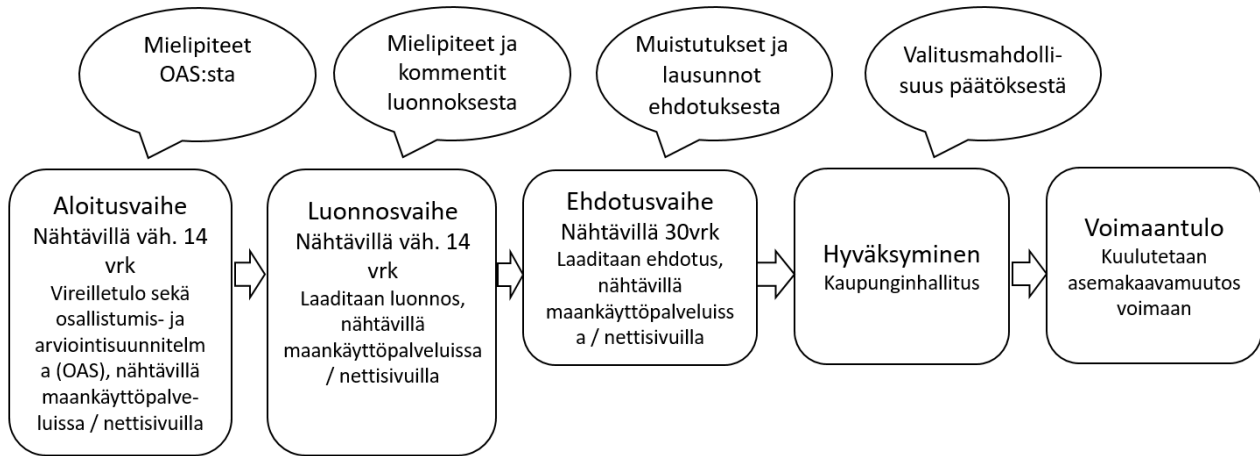 Mielipiteet
OAS:sta
Mielipiteet ja
kommentit
luonnoksesta
Muistutukset ja
lausunnot
ehdotuksesta
Valitusmahdolli-
suus päätöksestä
Aloitusvaihe
Nähtävillä väh. 14
vrk
Vireilletulo sekä
osallistumis- ja
arviointisuunnitelm
a (OAS), nähtävillä
maankäyttöpalve-
luissa / nettisivuilla
Luonnosvaihe
Nähtävillä väh. 14
vrk
Laaditaan luonnos,
nähtävillä
maankäyttöpalveluissa
/ nettisivuilla
Ehdotusvaihe
Nähtävillä 30vrk
Laaditaan ehdotus,
nähtävillä
maankäyttöpalveluiss
a / nettisivuilla
Hyväksyminen
Kaupunginhallitus
Voimaantulo
Kuulutetaan
asemakaavamuutos
voimaan